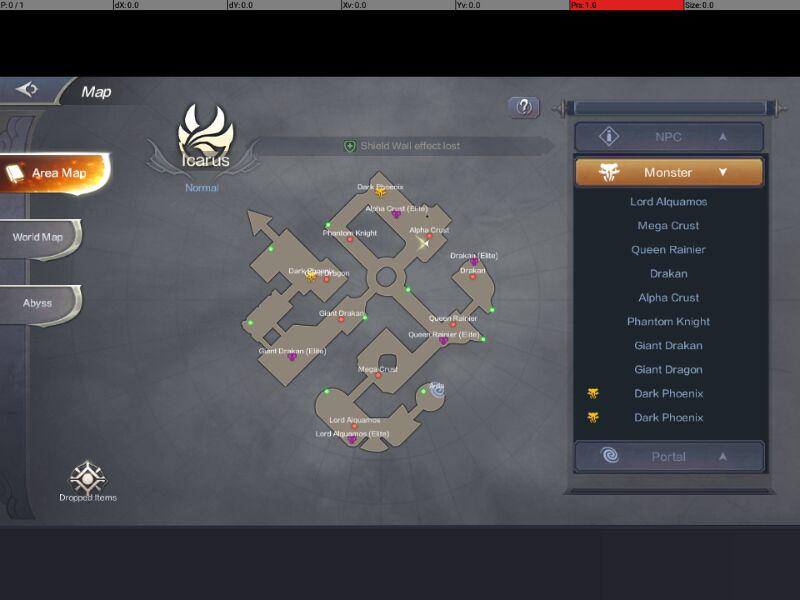 P: 0 / 1
dX: 0.0
dY: 0.0
Xv: 0.0
Yv: 0.0
Prs: 1.0
Size: 0.0
Map
Icarus
Normal
Shield Wall effect lost
Area Map
World Map
Abyss
Dropped Items
Dark Phoenix
Alpha Crust (Elite)
Phantom Knight
Alpha Crust
Drakan (Elite)
Drakan
Dark Phoenix
Dragon
Giant Drakan
Queen Rainier
Queen Rainier (Elite)
Giant Drakan (Elite)
Mega Crust
Lord Alquamos
Lord Alquamos (Elite)
NPC
Monster
Lord Alquamos
Mega Crust
Queen Rainier
Drakan
Alpha Crust
Phantom Knight
Giant Drakan
Giant Dragon
Dark Phoenix
Dark Phoenix
Portal